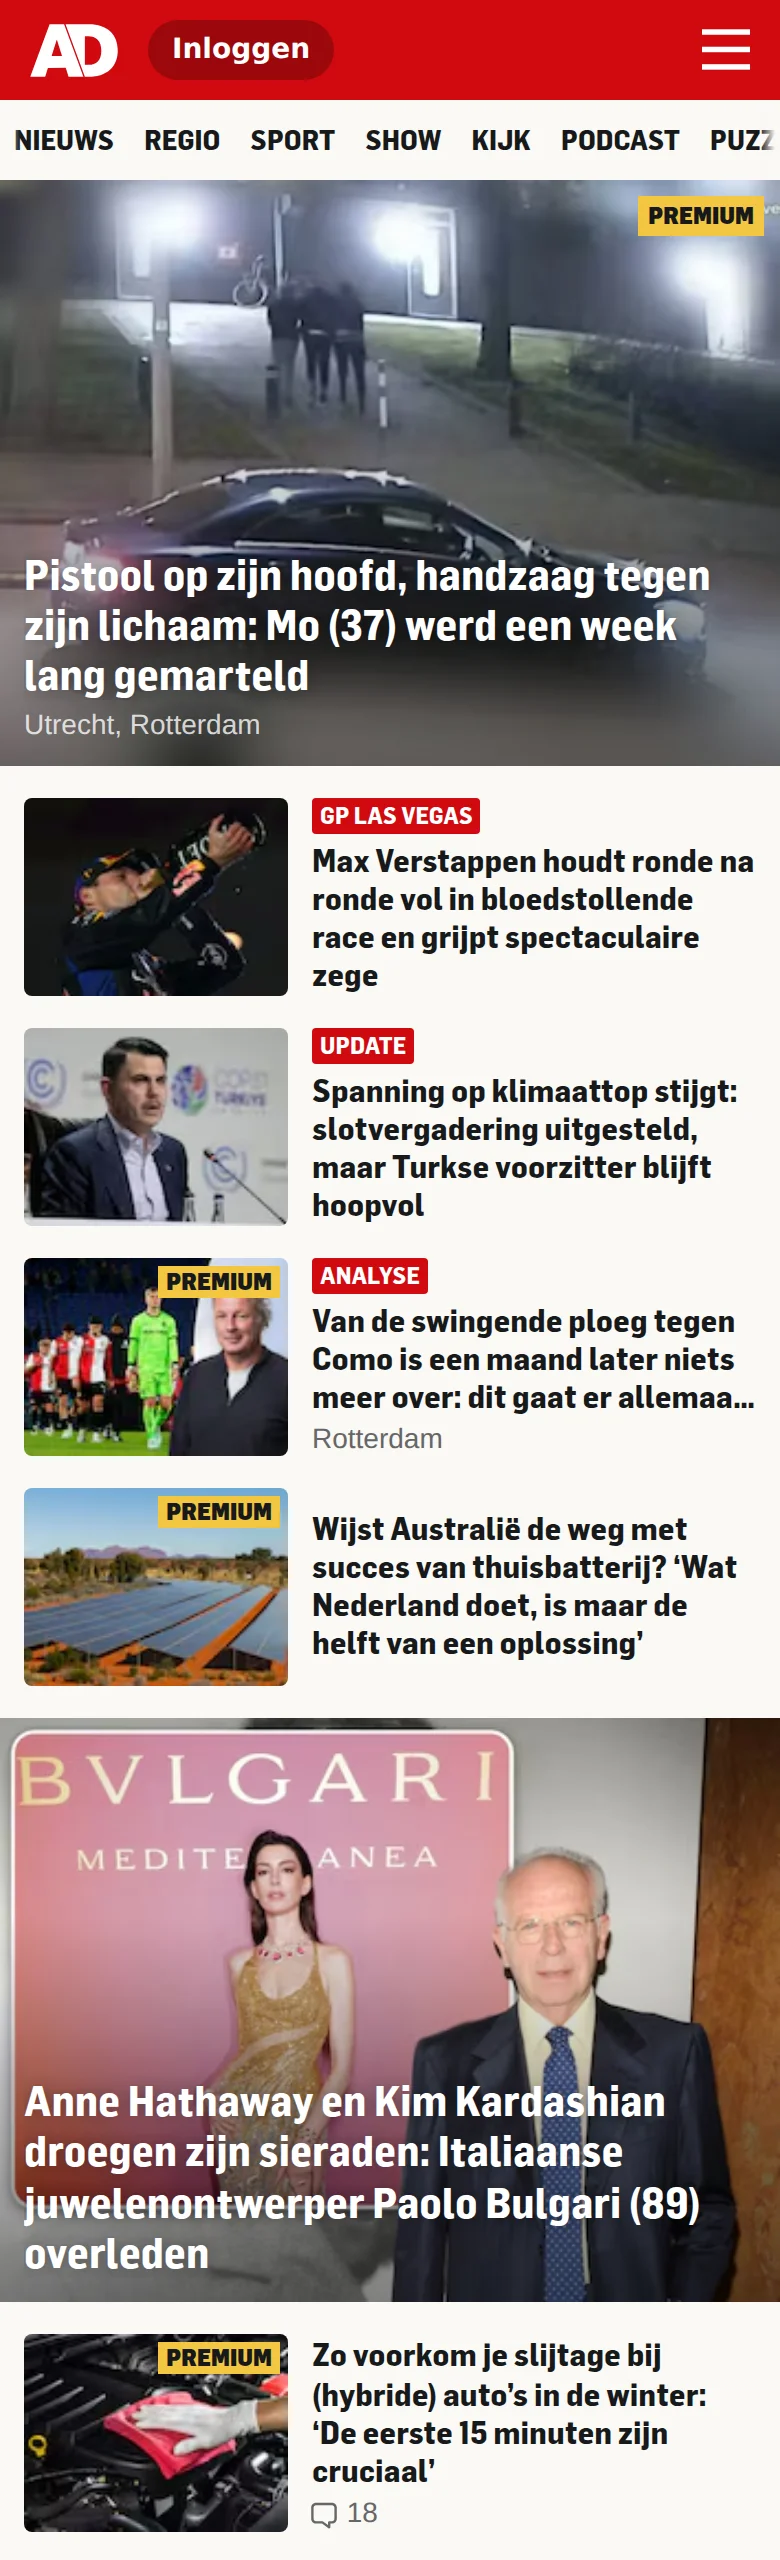 AD
Inloggen
NIEUWS REGIO SPORT SHOW KIJK PODCAST PUZZ
PREMIUM
Pistool op zijn hoofd, handzaag tegen
zijn lichaam: Mo (37) werd een week
lang gemarteld
Utrecht, Rotterdam
GP LAS VEGAS
Max Verstappen houdt ronde na
ronde vol in bloedstollende
race en grijpt spectaculaire
zege
UPDATE
Spanning op klimaattop stijgt:
slotvergadering uitgesteld,
maar Turkse voorzitter blijft
hoopvol
PREMIUM
ANALYSE
Van de swingende ploeg tegen
Como is een maand later niets
meer over: dit gaat er allemaa...
Rotterdam
PREMIUM
Wijst Australië de weg met
succes van thuisbatterij? ‘Wat
Nederland doet, is maar de
helft van een oplossing’
BVLGARI
MEDITE ANEA
Anne Hathaway en Kim Kardashian
droegen zijn sieraden: Italiaanse
juwelenontwerper Paolo Bulgari (89)
overleden
PREMIUM
Zo voorkom je slijtage bij
(hybride) auto’s in de winter:
‘De eerste 15 minuten zijn
cruciaal’
18